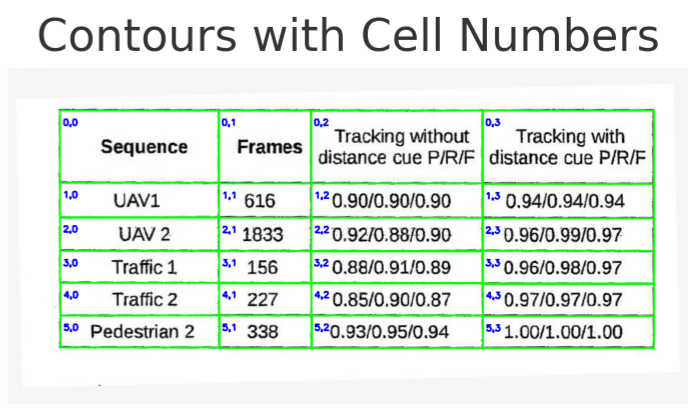 Contours with Cell Numbers
0,0 Sequence 0,1 Frames 0,2 Tracking without distance cue P/R/F 0,3 Tracking with distance cue P/R/F
1,0 UAV1 1,1 616 1,2 0.90/0.90/0.90 1,3 0.94/0.94/0.94
2,0 UAV 2 2,1 1833 2,2 0.92/0.88/0.90 2,3 0.96/0.99/0.97
3,0 Traffic 1 3,1 156 3,2 0.88/0.91/0.89 3,3 0.96/0.98/0.97
4,0 Traffic 2 4,1 227 4,2 0.85/0.90/0.87 4,3 0.97/0.97/0.97
5,0 Pedestrian 2 5,1 338 5,2 0.93/0.95/0.94 5,3 1.00/1.00/1.00